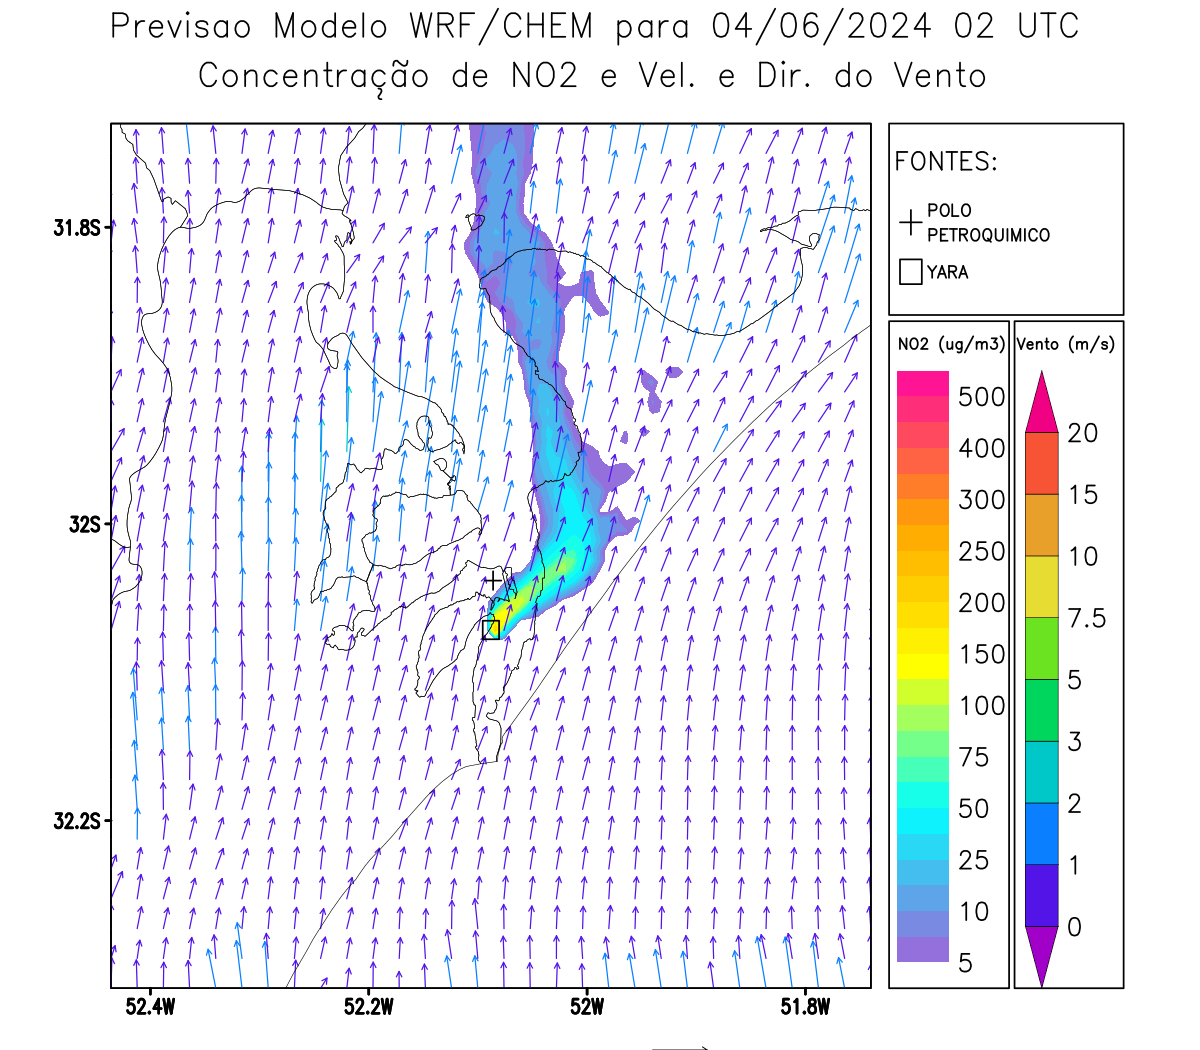 Previsao Modelo WRF/CHEM para 04/06/2024 02 UTC
Concentração de NO2 e Vel. e Dir. do Vento
FONTES:
POLO
PETROQUIMICO
YARA
NO2 (ug/m3)
500
400
300
250
200
150
100
75
50
25
10
5
Vento (m/s)
20
15
10
7.5
5
3
2
1
0
31.8S
32S
32.2S
52.4W
52.2W
52W
51.8W